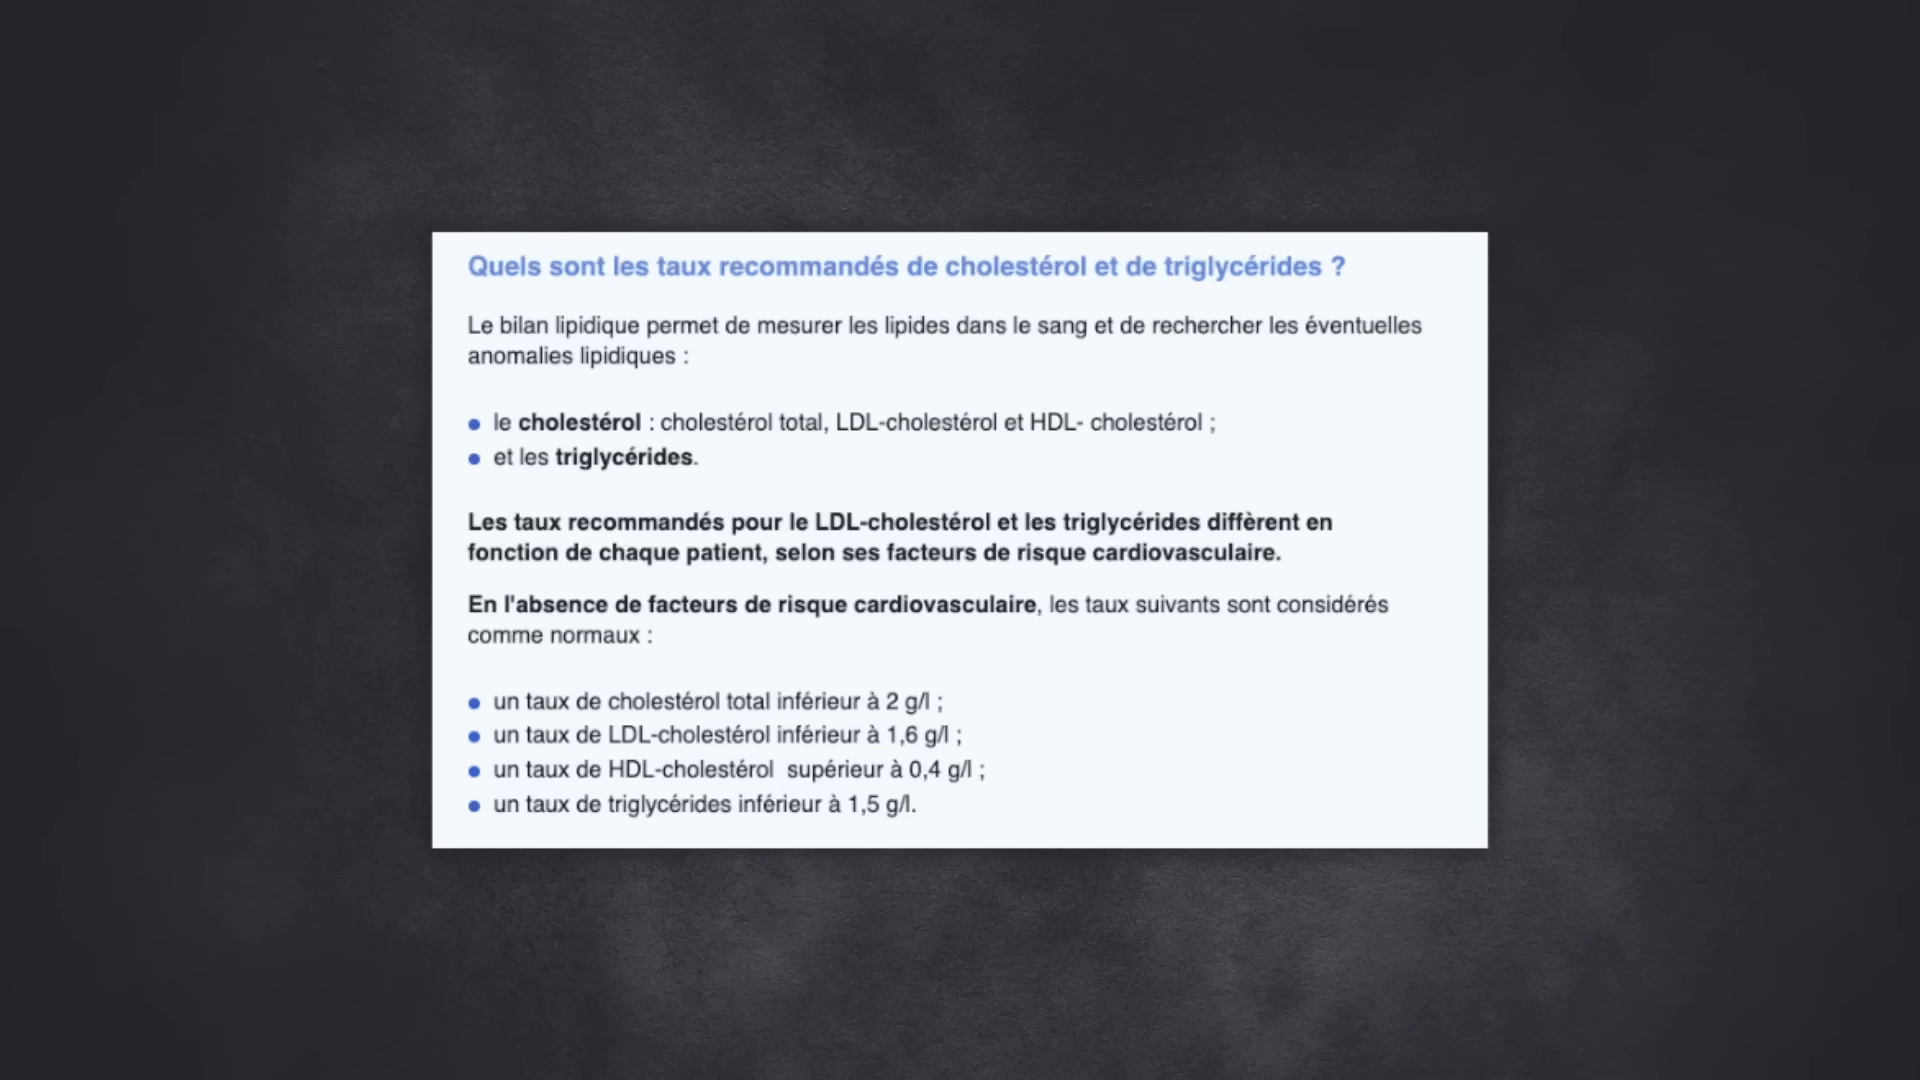 Quels sont les taux recommandés de cholestérol et de triglycérides ?
Le bilan lipidique permet de mesurer les lipides dans le sang et de rechercher les éventuelles
anomalies lipidiques :
le cholestérol : cholestérol total, LDL-cholestérol et HDL- cholestérol ;
et les triglycérides.
Les taux recommandés pour le LDL-cholestérol et les triglycérides diffèrent en
fonction de chaque patient, selon ses facteurs de risque cardiovasculaire.
En l'absence de facteurs de risque cardiovasculaire, les taux suivants sont considérés
comme normaux :
un taux de cholestérol total inférieur à 2 g/l ;
un taux de LDL-cholestérol inférieur à 1,6 g/l ;
un taux de HDL-cholestérol  supérieur à 0,4 g/l ;
un taux de triglycérides inférieur à 1,5 g/l.